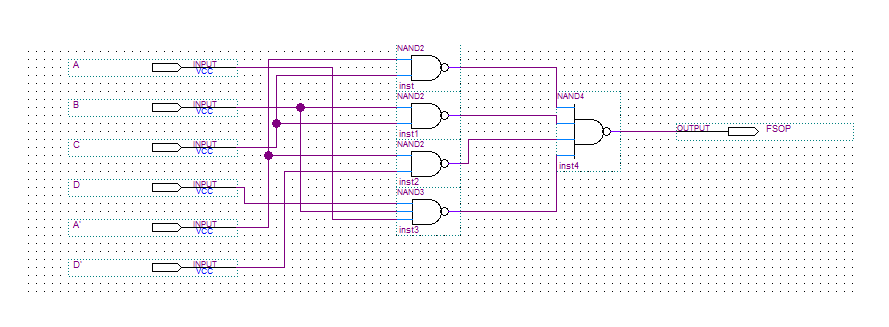 A
INPUT
VCC
B
INPUT
VCC
C
INPUT
VCC
D
INPUT
VCC
A'
INPUT
VCC
D'
INPUT
VCC
NAND2
inst
NAND2
inst1
NAND2
inst2
NAND3
inst3
NAND4
inst4
OUTPUT
FSOP